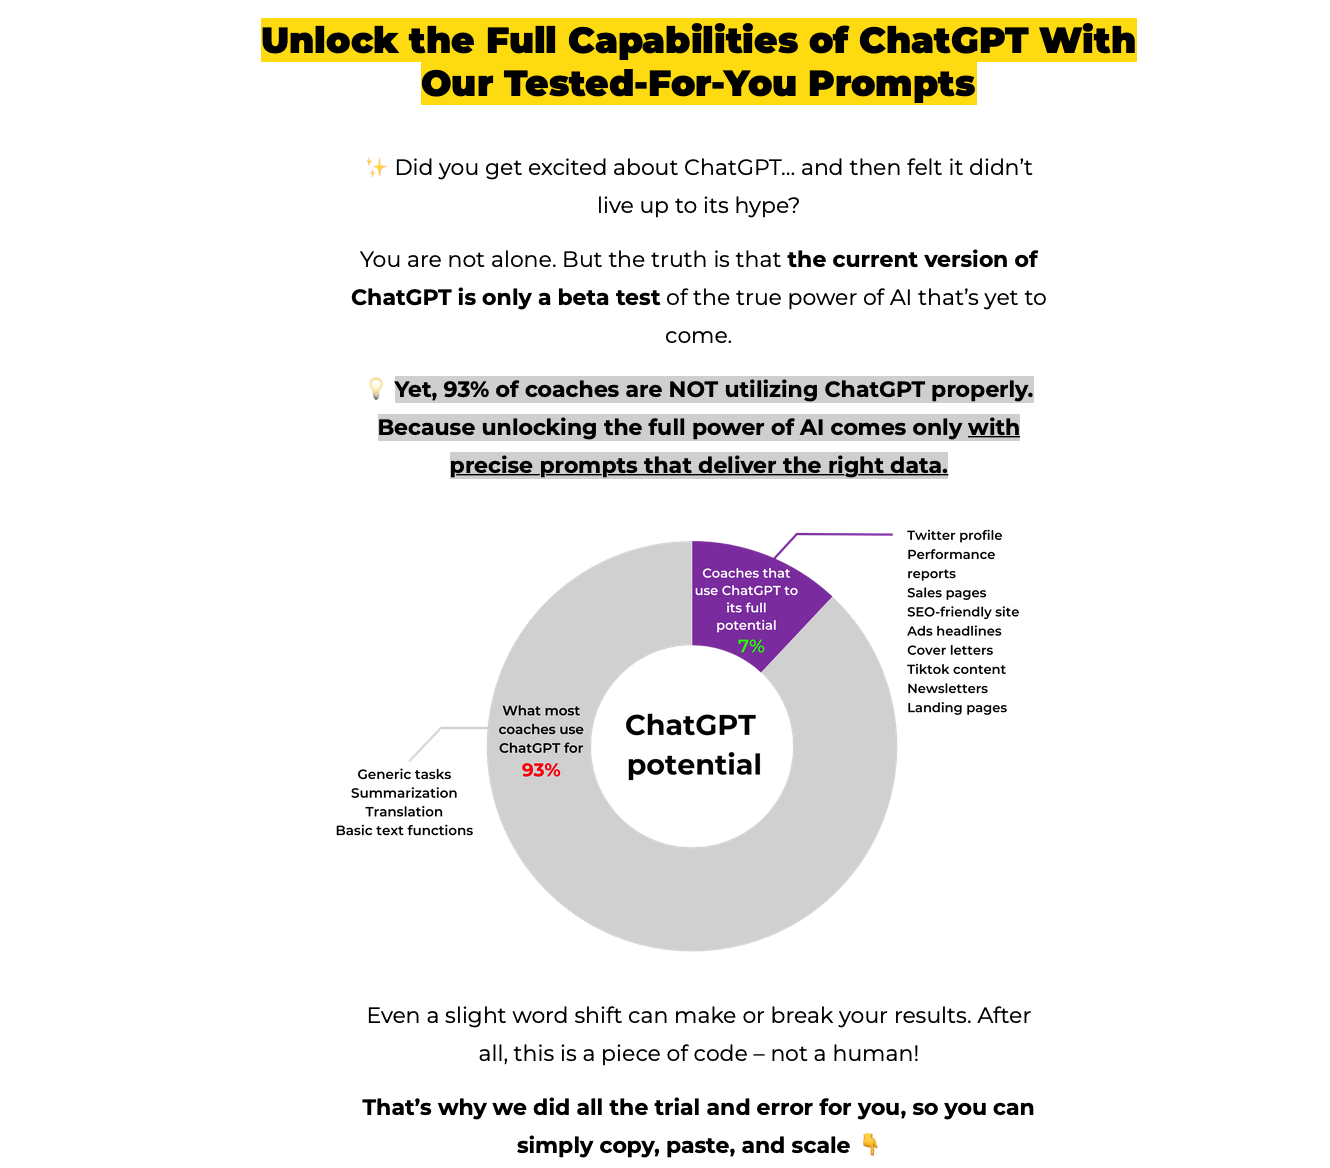 Unlock the Full Capabilities of ChatGPT With
Our Tested-For-You Prompts
✨ Did you get excited about ChatGPT... and then felt it didn’t
live up to its hype?
You are not alone. But the truth is that the current version of
ChatGPT is only a beta test of the true power of AI that’s yet to
come.
💡 Yet, 93% of coaches are NOT utilizing ChatGPT properly.
Because unlocking the full power of AI comes only with
precise prompts that deliver the right data.
Twitter profile
Performance
reports
Sales pages
SEO-friendly site
Ads headlines
Cover letters
Tiktok content
Newsletters
Landing pages
Coaches that
use ChatGPT to
its full
potential
7%
What most
coaches use
ChatGPT for
93%
ChatGPT
potential
Generic tasks
Summarization
Translation
Basic text functions
Even a slight word shift can make or break your results. After
all, this is a piece of code – not a human!
That’s why we did all the trial and error for you, so you can
simply copy, paste, and scale 👇